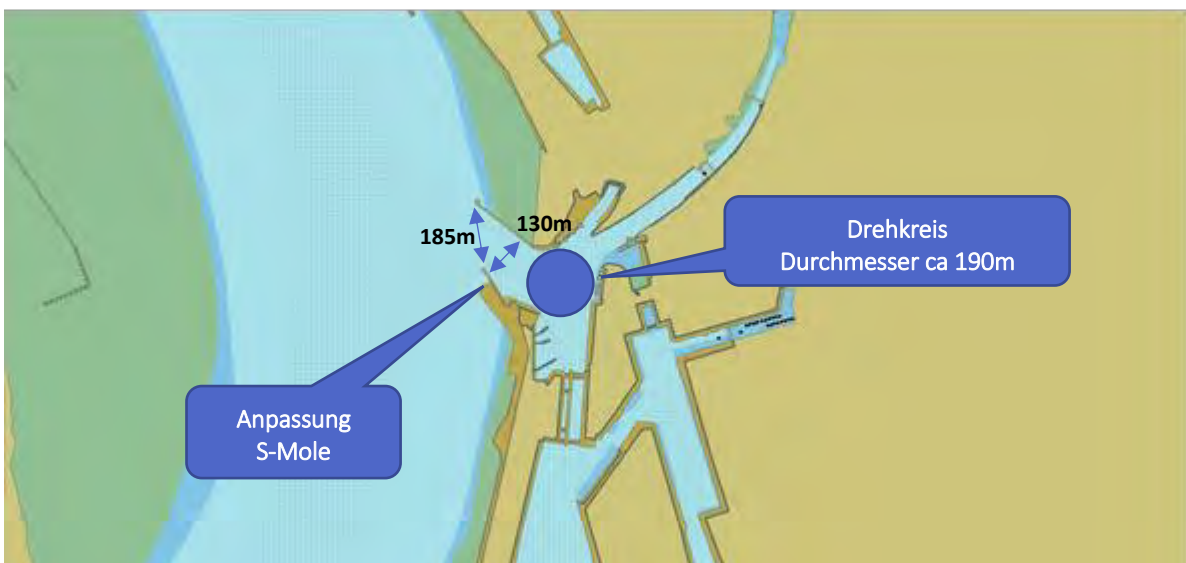 130m
185m
Drehkreis
Durchmesser ca 190m
Anpassung
S-Mole